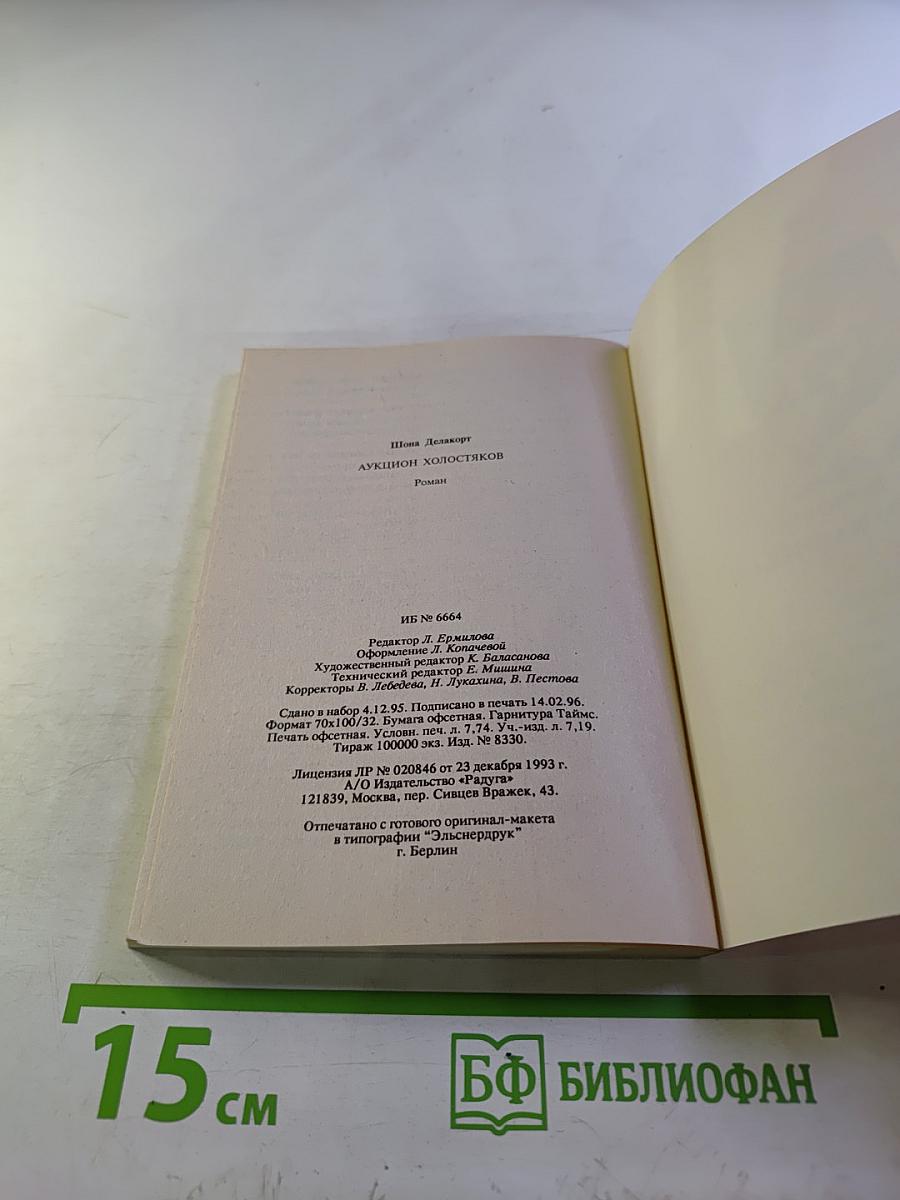 Шона Делакорт
АУКЦИОН ХОЛОСТЯКОВ
Роман
ИБ № 6664
Редактор Л. Ермилова
Оформление Л. Копачевой
Художественный редактор К. Баласанова
Технический редактор Е. Мишина
Корректоры В. Лебедева, Н. Лукахина, В. Пестова
Сдано в набор 4.12.95. Подписано в печать 14.02.96.
Формат 70х100/32. Бумага офсетная. Гарнитура Таймс.
Печать офсетная. Условн. печ. л. 7,74. Уч.-изд. л. 7,19.
Тираж 100000 экз. Изд. № 8330.
Лицензия ЛР № 020846 от 23 декабря 1993 г.
А/О Издательство «Радуга»
121839, Москва, пер. Сивцев Вражек, 43.
Отпечатано с готового оригинал-макета
в типографии "Эльснердрук"
г. Берлин
15 см
БФ БИБЛИОФАН